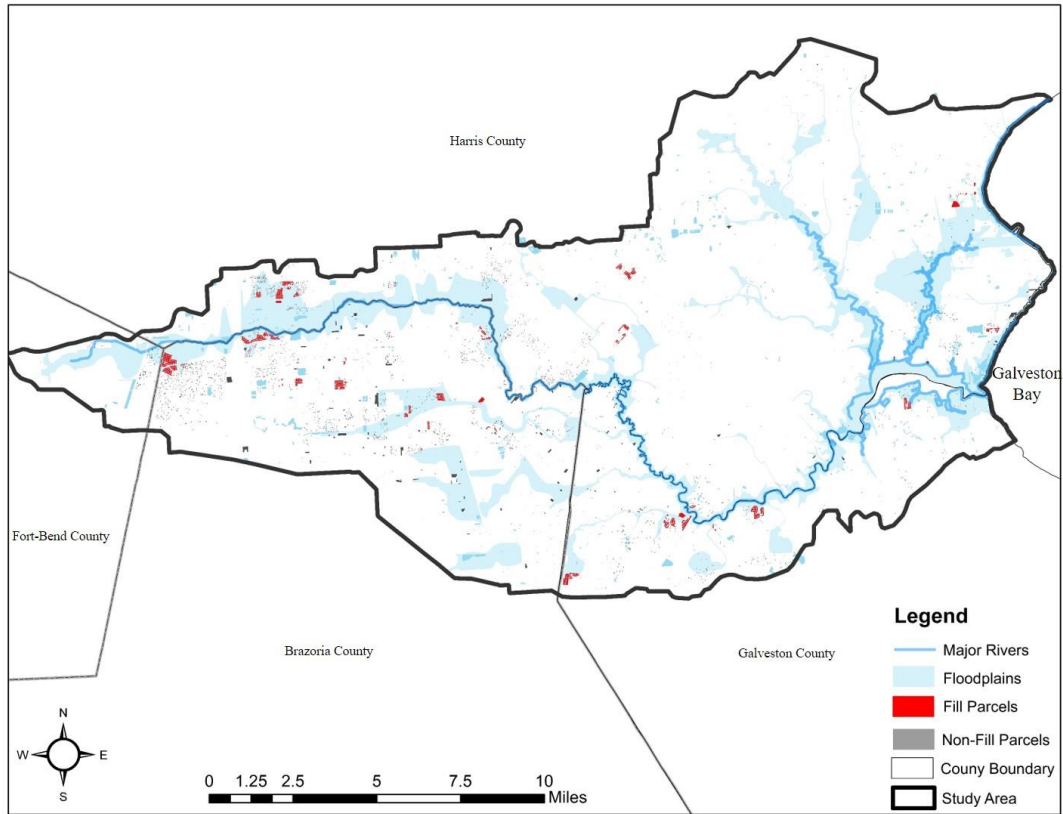 Harris County
Galveston
Bay
Fort-Bend County
Brazoria County
Galveston County
Legend
Major Rivers
Floodplains
Fill Parcels
Non-Fill Parcels
Couny Boundary
Study Area
N
W E
S
0 1.25 2.5 5 7.5 10
Miles